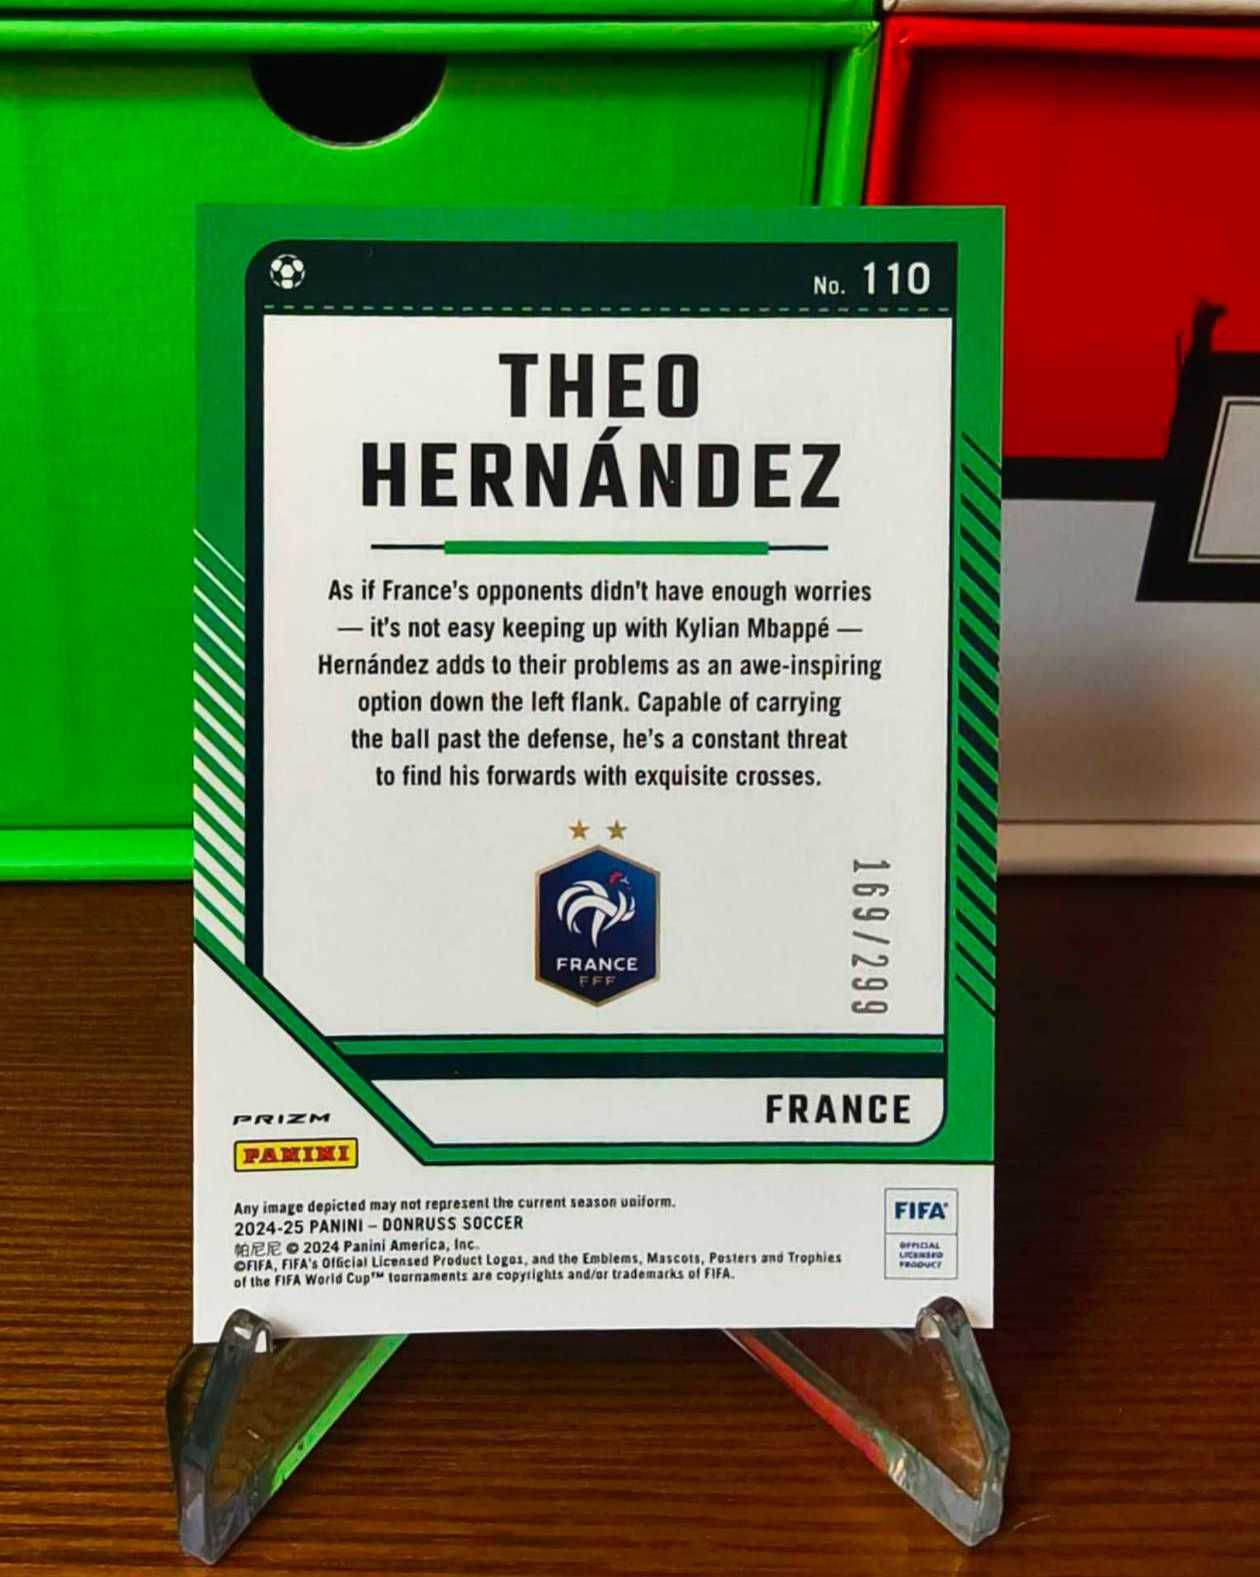 No. 110
THEO
HERNÁNDEZ
As if France's opponents didn't have enough worries
— it's not easy keeping up with Kylian Mbappé —
Hernández adds to their problems as an awe-inspiring
option down the left flank. Capable of carrying
the ball past the defense, he's a constant threat
to find his forwards with exquisite crosses.
FRANCE
FFF
169/299
FRANCE
PRIZM
PANINI
Any image depicted may not represent the current season uniform.
2024-25 PANINI – DONRUSS SOCCER
帕尼尼 © 2024 Panini America, Inc.
©FIFA, FIFA's Official Licensed Product Logos, and the Emblems, Mascots, Posters and Trophies
of the FIFA World Cup™ tournaments are copyrights and/or trademarks of FIFA.
FIFA®
OFFICIAL
LICENSED
PRODUCT